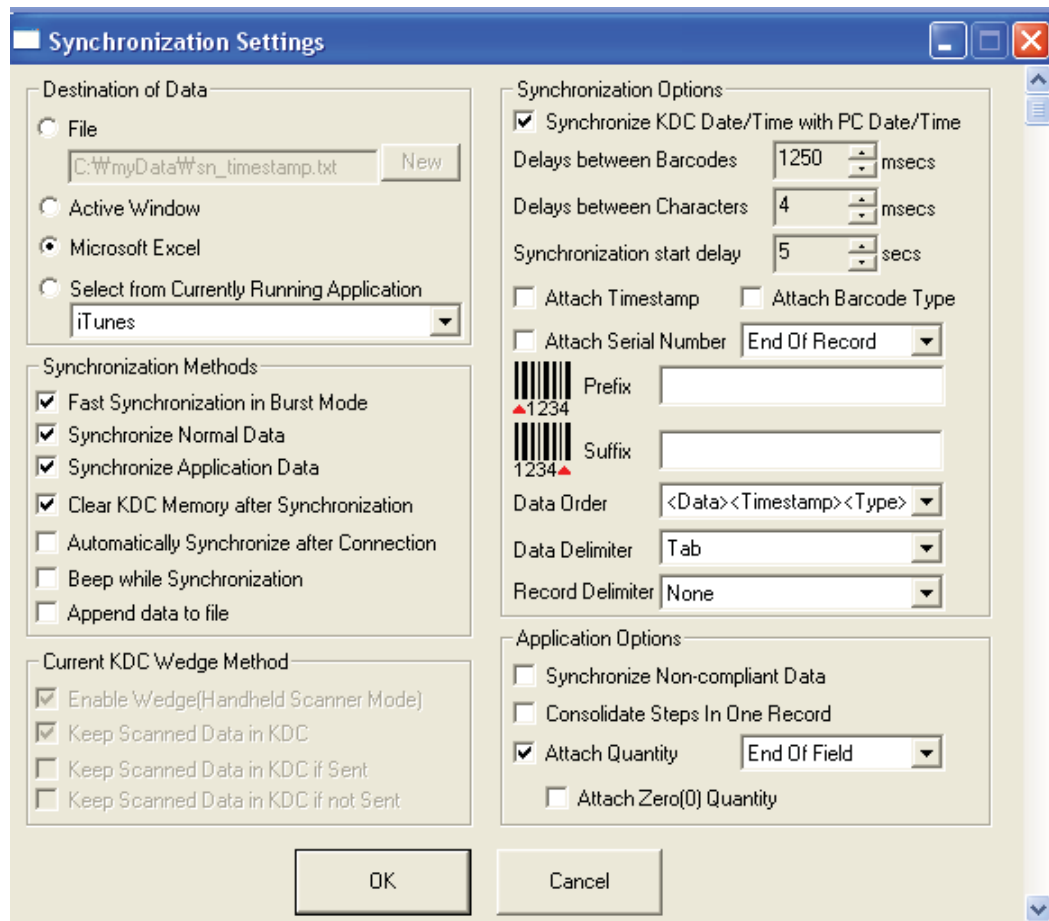 Synchronization Settings
Destination of Data
File
C:₩myData₩sn_timestamp.txt New
Active Window
Microsoft Excel
Select from Currently Running Application
iTunes
Synchronization Methods
Fast Synchronization in Burst Mode
Synchronize Normal Data
Synchronize Application Data
Clear KDC Memory after Synchronization
Automatically Synchronize after Connection
Beep while Synchronization
Append data to file
Current KDC Wedge Method
Enable Wedge(Handheld Scanner Mode)
Keep Scanned Data in KDC
Keep Scanned Data in KDC if Sent
Keep Scanned Data in KDC if not Sent
Synchronization Options
Synchronize KDC Date/Time with PC Date/Time
Delays between Barcodes 1250 msecs
Delays between Characters 4 msecs
Synchronization start delay 5 secs
Attach Timestamp Attach Barcode Type
Attach Serial Number End Of Record
Prefix
1234
Suffix
1234
Data Order <Data><Timestamp><Type>
Data Delimiter Tab
Record Delimiter None
Application Options
Synchronize Non-compliant Data
Consolidate Steps In One Record
Attach Quantity End Of Field
Attach Zero(0) Quantity
OK Cancel